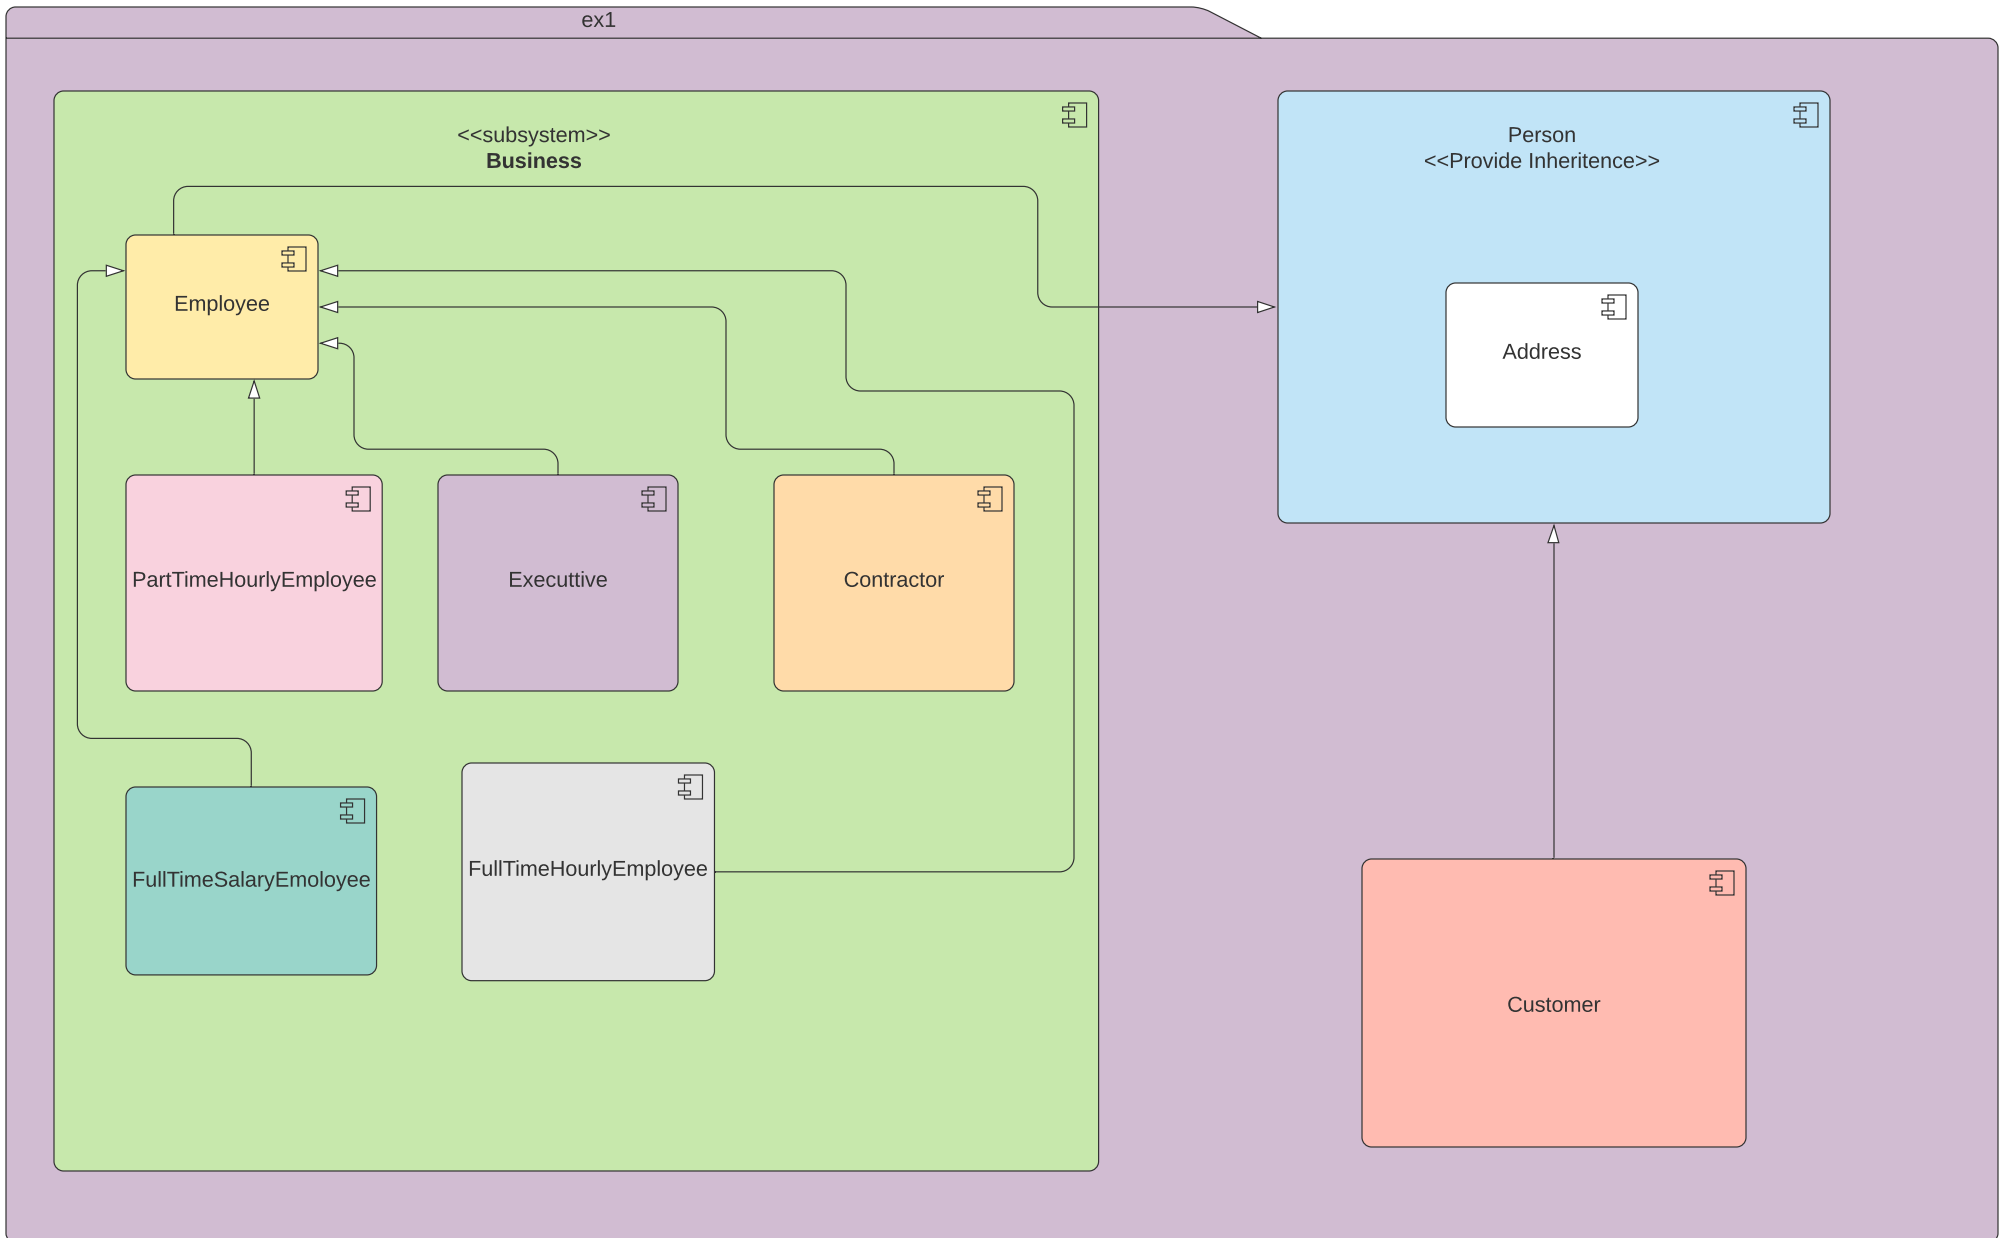 ex1
<<subsystem>>
Business
Employee
PartTimeHourlyEmployee
Executtive
Contractor
FullTimeSalaryEmoloyee
FullTimeHourlyEmployee
Person
<<Provide Inheritence>>
Address
Customer